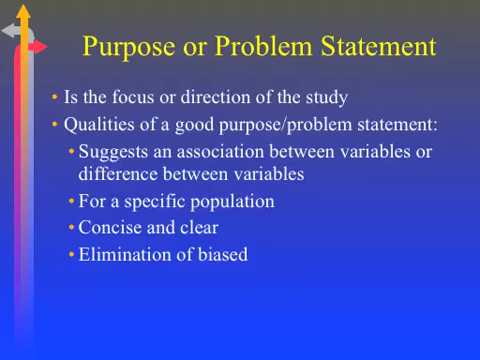 Purpose or Problem Statement
• Is the focus or direction of the study
• Qualities of a good purpose/problem statement:
• Suggests an association between variables or
difference between variables
• For a specific population
• Concise and clear
• Elimination of biased